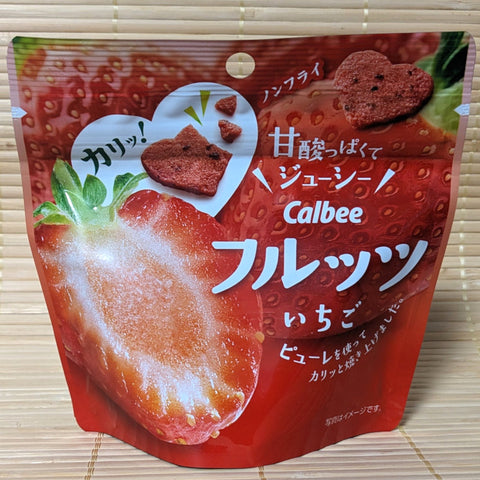 カリッ!
ノンフライ
甘酸っぱくて
ジューシー
Calbee
フルッツ
いちご
ピューレを使って
カリッと焼き上げました。
写真はイメージです。